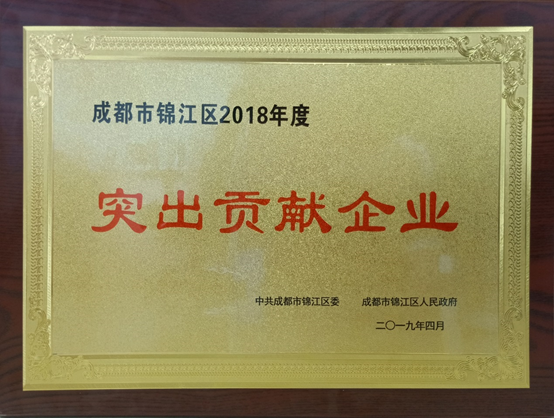 成都市锦江区2018年度
突出贡献企业
中共成都市锦江区委 成都市锦江区人民政府
二〇一九年四月